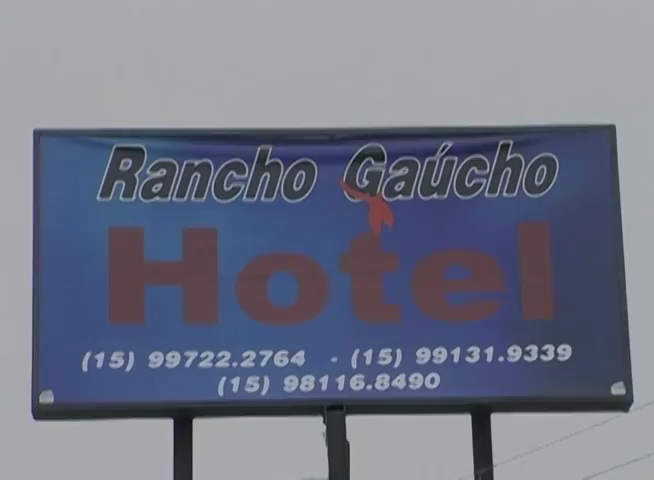 Rancho Gaúcho
Hotel
(15) 99722.2764 - (15) 99131.9339
(15) 98116.8490